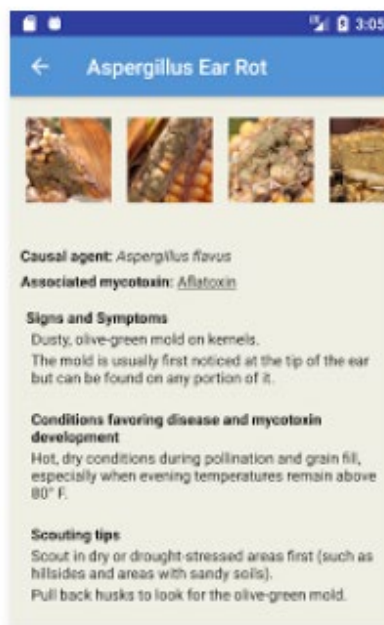 3:05
Aspergillus Ear Rot
Causal agent: Aspergillus flavus
Associated mycotoxin: Aflatoxin
Signs and Symptoms
Dusty, olive-green mold on kernels.
The mold is usually first noticed at the tip of the ear
but can be found on any portion of it.
Conditions favoring disease and mycotoxin
development
Hot, dry conditions during pollination and grain fill,
especially when evening temperatures remain above
80° F.
Scouting tips
Scout in dry or drought-stressed areas first (such as
hillsides and areas with sandy soils).
Pull back husks to look for the olive-green mold.